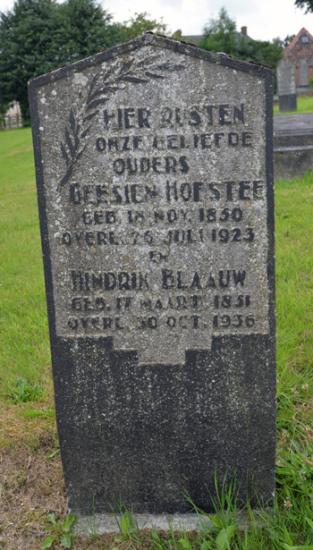 HIER RUSTEN
ONZE GELIEFDE
OUDERS
GEESIEN HOFSTEE
GEB. 18 NOV. 1850
OVERL. 26 JULI 1923
EN
HINDRIK BLAAUW
GEB. 17 MAART 1851
OVERL. 30 OCT. 1936